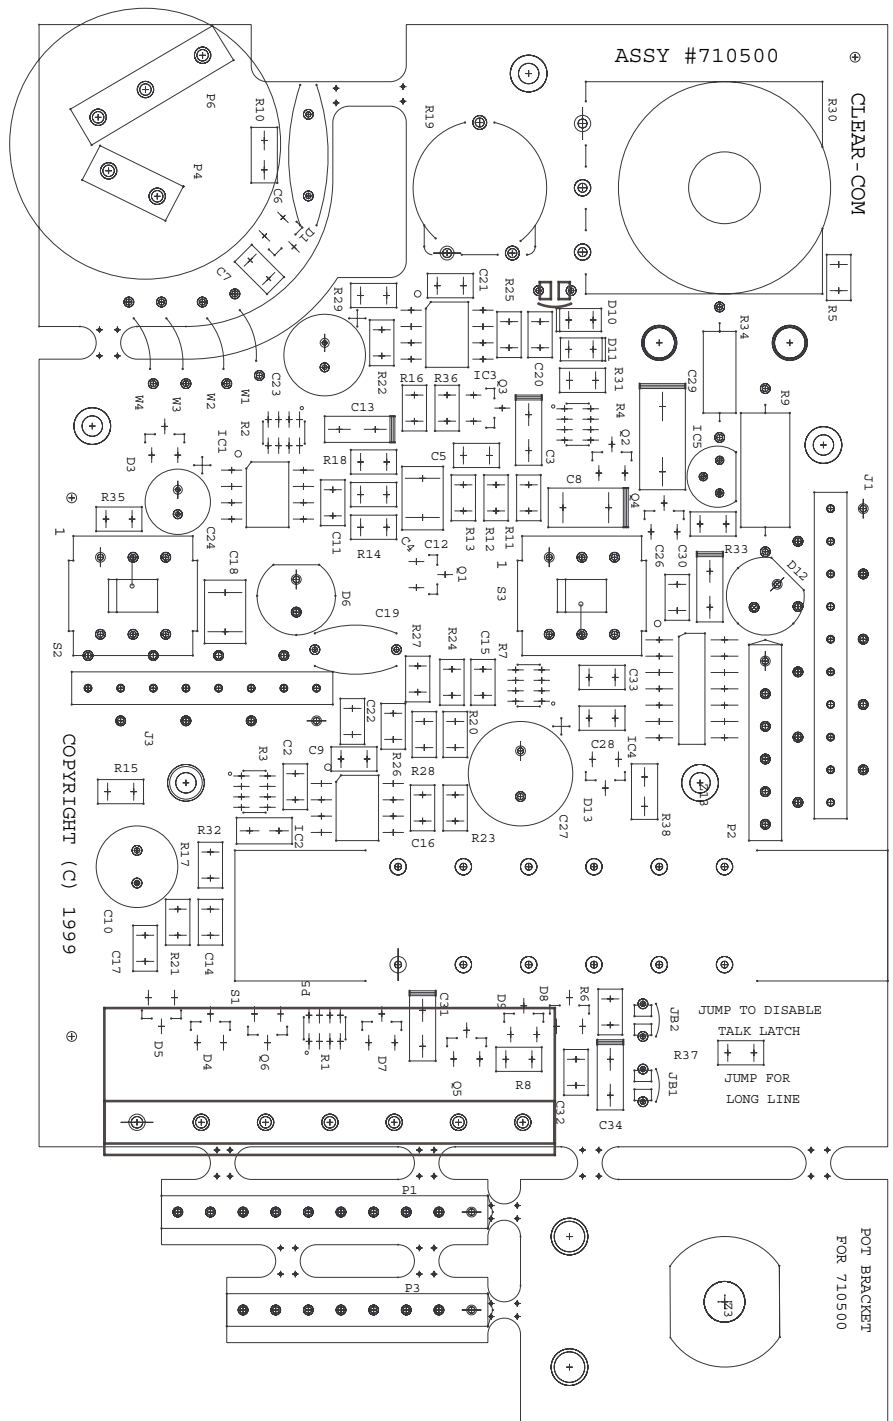 ASSY #710500
CLEAR-COM
P6
R10
R19
R30
P4
C6
D1
C7
R5
R29
C21
R25
D10
R34
D11
R22
C20
W4
W3
W2
W1
C23
R16
R36
IC3
Q3
R31
C29
R9
C13
R2
R4
IC1
Q2
IC5
D3
R18
C5
C3
C8
Q4
J1
R35
C24
C11
R14
R13
R12
R11
1
C4
C12
1
C26
C30
R33
C18
D6
Q1
S3
D12
C19
S2
R27
R24
C15
R7
C33
J3
C22
R20
C28
IC4
COPYRIGHT (C) 1999
R3
C2
C9
R26
R28
R15
D13
Z13
IC2
C16
R23
C27
R38
P2
R32
R17
C10
C17
R21
C14
S1
P5
C31
D9
D8
R6
JB2
JUMP TO DISABLE
TALK LATCH
D5
D4
Q6
R1
D7
Q5
R8
R37
JUMP FOR
LONG LINE
JB1
C32
C34
P1
P3
Z3
POT BRACKET
FOR 710500